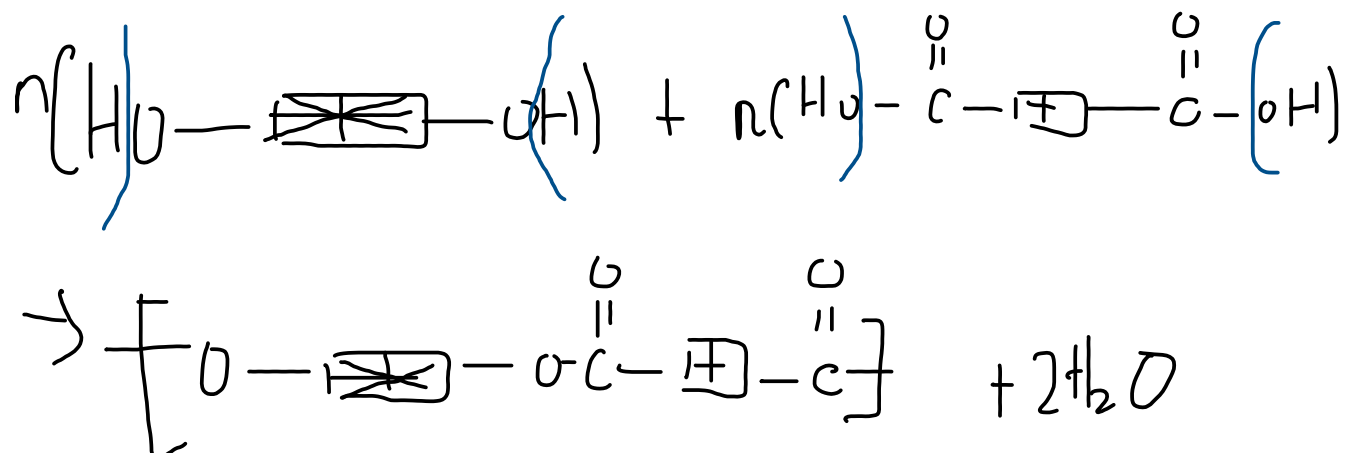 O O
n(HO — — OH) + n(HO — C — + — C — OH)
O O
→ [ O — — O - C — + — C ] + 2H₂O